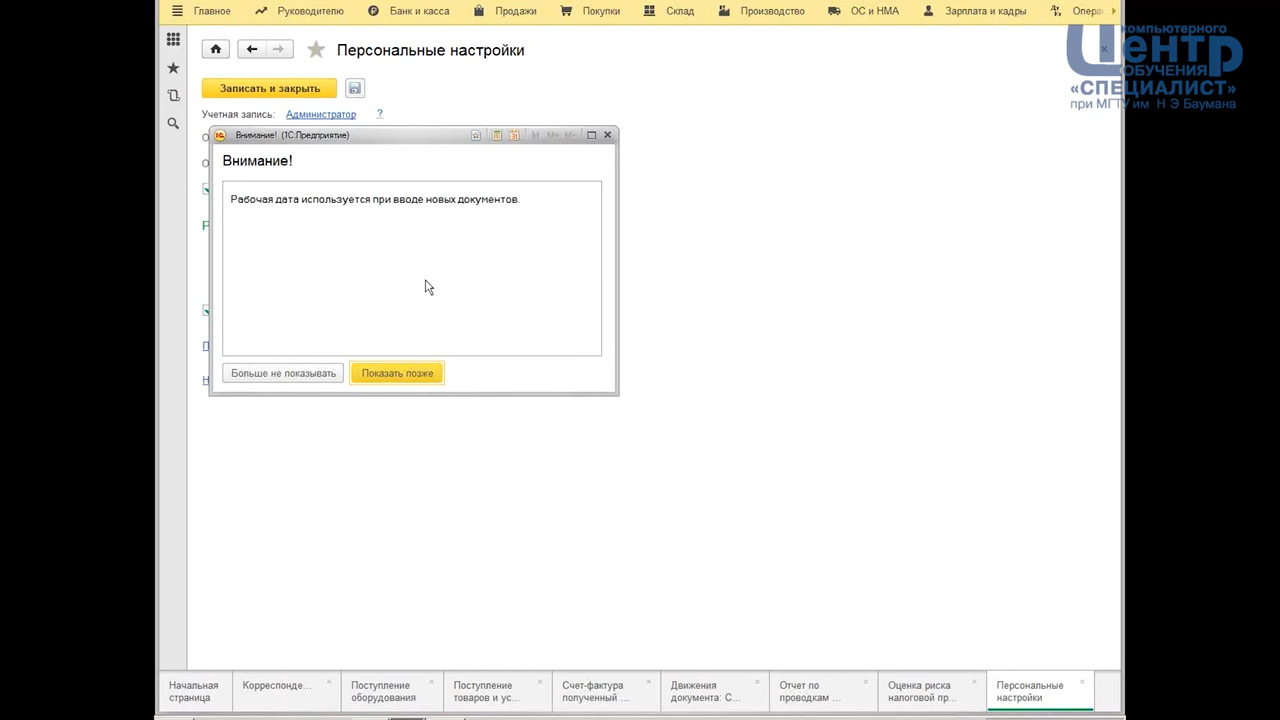 Главное Руководителю Банк и касса Продажи Покупки Склад Производство ОС и НМА Зарплата и кадры Опера
компьютерного
Центр
ОБУЧЕНИЯ
«СПЕЦИАЛИСТ»
при МГТУ им Н Э Баумана
Персональные настройки
Записать и закрыть
Учетная запись: Администратор ?
О
О
Внимание! (1С:Предприятие) M M+ M-
Внимание!
Рабочая дата используется при вводе новых документов.
Больше не показывать Показать позже
Начальная страница
Корреспонде...
Поступление оборудования
Поступление товаров и ус...
Счет-фактура полученный ...
Движения документа: С...
Отчет по проводкам ...
Оценка риска налоговой пр...
Персональные настройки